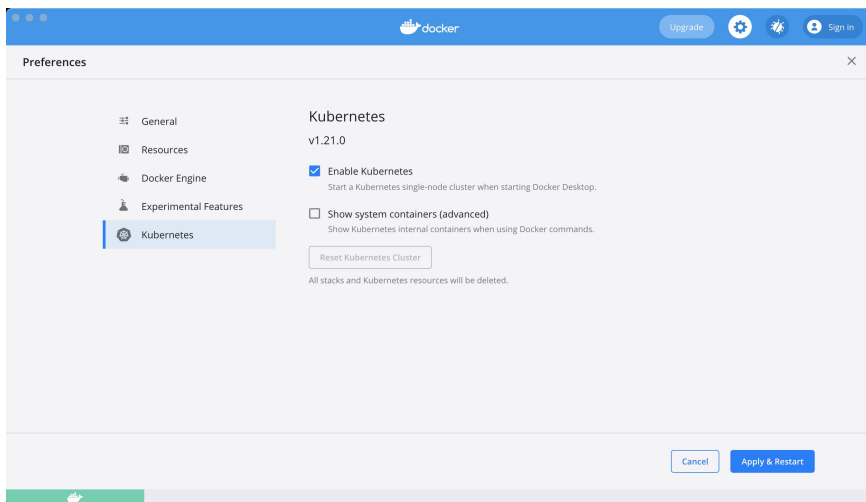 docker
Upgrade
Sign in
Preferences
General
Resources
Docker Engine
Experimental Features
Kubernetes
Kubernetes
v1.21.0
Enable Kubernetes
Start a Kubernetes single-node cluster when starting Docker Desktop.
Show system containers (advanced)
Show Kubernetes internal containers when using Docker commands.
Reset Kubernetes Cluster
All stacks and Kubernetes resources will be deleted.
Cancel
Apply & Restart